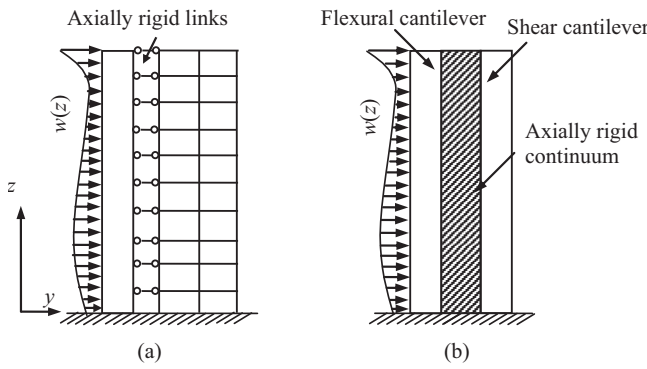 Axially rigid links
w(z)
z
y
(a)
Flexural cantilever
Shear cantilever
w(z)
Axially rigid
continuum
(b)